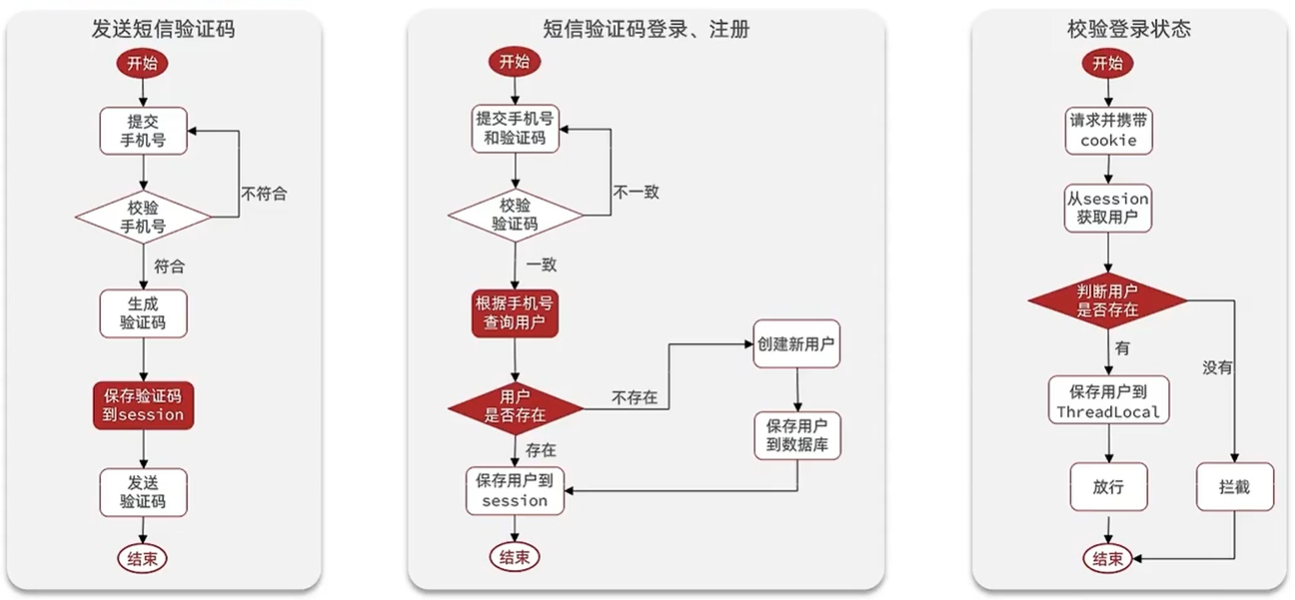 发送短信验证码
开始
提交
手机号
不符合
校验
手机号
符合
生成
验证码
保存验证码
到session
发送
验证码
结束
短信验证码登录、注册
开始
提交手机号
和验证码
不一致
校验
验证码
一致
根据手机号
查询用户
用户
是否存在
不存在
创建新用户
保存用户
到数据库
存在
保存用户到
session
结束
校验登录状态
开始
请求并携带
cookie
从session
获取用户
判断用户
是否存在
有
没有
保存用户到
ThreadLocal
放行
拦截
结束